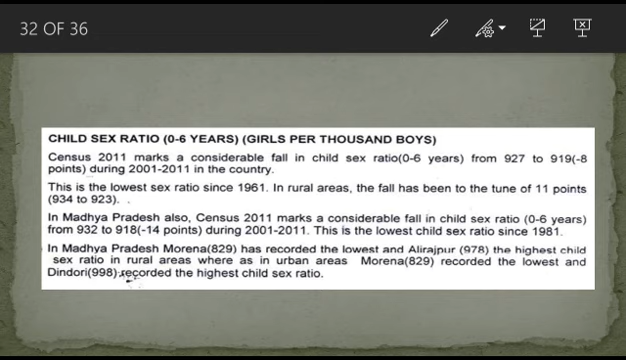 32 OF 36
CHILD SEX RATIO (0-6 YEARS) (GIRLS PER THOUSAND BOYS)
Census 2011 marks a considerable fall in child sex ratio(0-6 years) from 927 to 919(-8
points) during 2001-2011 in the country.
This is the lowest sex ratio since 1961. In rural areas, the fall has been to the tune of 11 points
(934 to 923). .
In Madhya Pradesh also, Census 2011 marks a considerable fall in child sex ratio (0-6 years)
from 932 to 918(-14 points) during 2001-2011. This is the lowest child sex ratio since 1981.
In Madhya Pradesh Morena(829) has recorded the lowest and Alirajpur (978) the highest child
sex ratio in rural areas where as in urban areas Morena(829) recorded the lowest and
Dindori(998) recorded the highest child sex ratio.